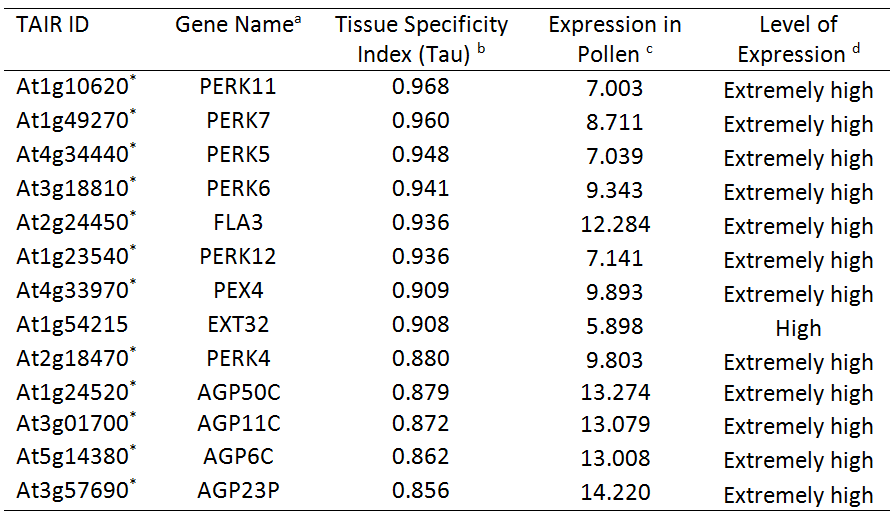 TAIR ID Gene Nameᵃ Tissue Specificity Index (Tau) ᵇ Expression in Pollen ᶜ Level of Expression ᵈ
At1g10620* PERK11 0.968 7.003 Extremely high
At1g49270* PERK7 0.960 8.711 Extremely high
At4g34440* PERK5 0.948 7.039 Extremely high
At3g18810* PERK6 0.941 9.343 Extremely high
At2g24450* FLA3 0.936 12.284 Extremely high
At1g23540* PERK12 0.936 7.141 Extremely high
At4g33970* PEX4 0.909 9.893 Extremely high
At1g54215 EXT32 0.908 5.898 High
At2g18470* PERK4 0.880 9.803 Extremely high
At1g24520* AGP50C 0.879 13.274 Extremely high
At3g01700* AGP11C 0.872 13.079 Extremely high
At5g14380* AGP6C 0.862 13.008 Extremely high
At3g57690* AGP23P 0.856 14.220 Extremely high